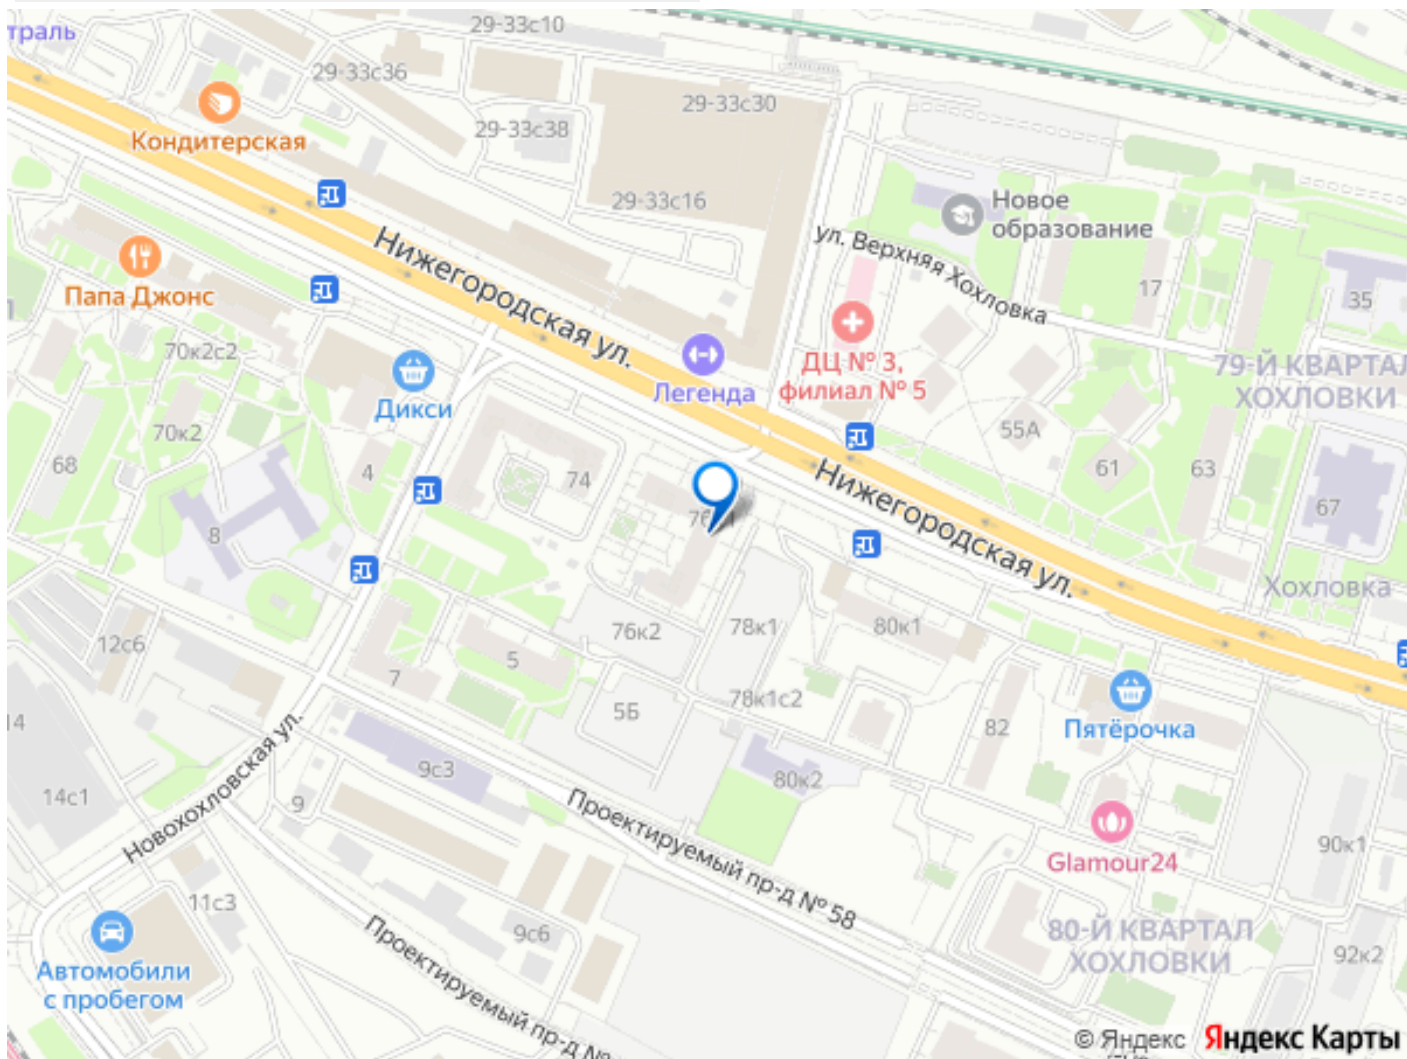 траль
29-33с10
29-33с36
29-33с30
Кондитерская
29-33с38
29-33с16
Новое
образование
ул. Верхняя Хохловка
Нижегородская ул.
Папа Джонс
17
35
70к2с2
ДЦ № 3,
филиал № 5
79-Й КВАРТАЛ
ХОХЛОВКИ
Легенда
Дикси
70к2
55А
68
4
74
61
63
67
Нижегородская ул.
8
Хохловка
76к2
78к1
80к1
12с6
5
7
78к1с2
5Б
82
Пятёрочка
14
9с3
80к2
14с1
9
Новохохловская ул.
Проектируемый пр-д № 58
Glamour24
90к1
11с3
9с6
80-Й КВАРТАЛ
ХОХЛОВКИ
92к2
Автомобили
с пробегом
Проектируемый пр-д №
© Яндекс Яндекс Карты